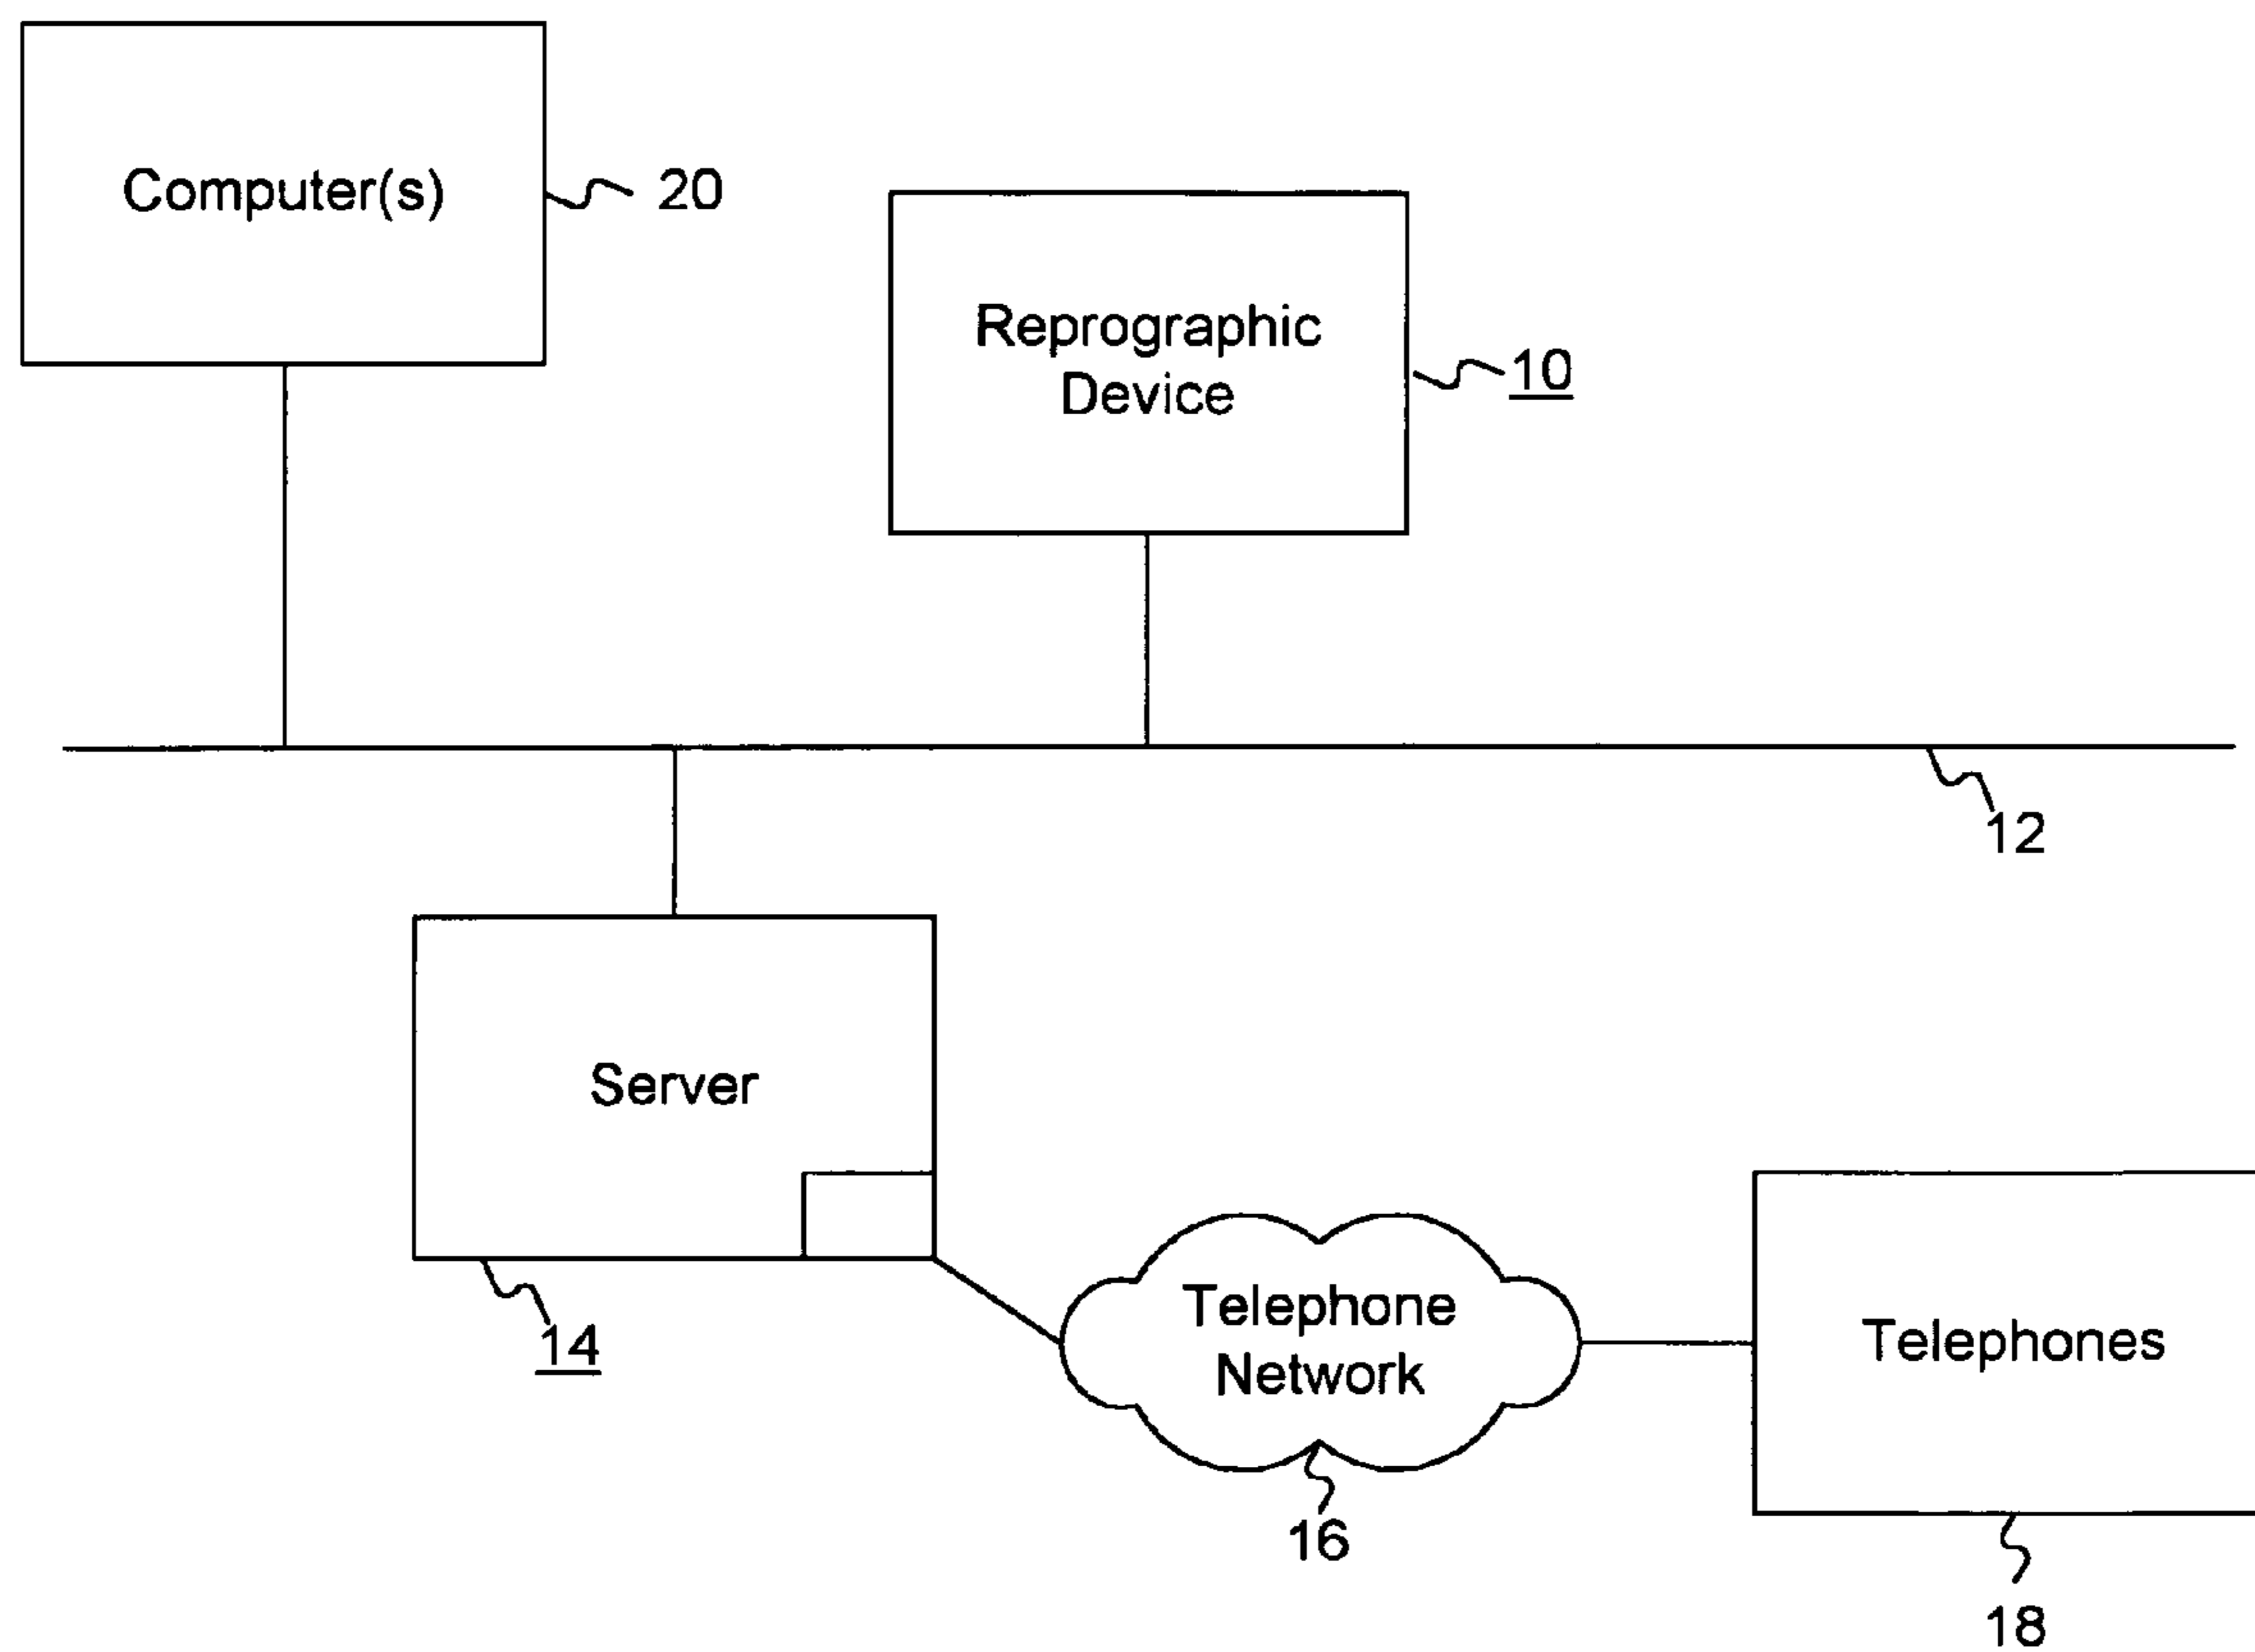 Computer(s)
20
Reprographic
Device
10
12
Server
14
Telephone
Network
16
Telephones
18